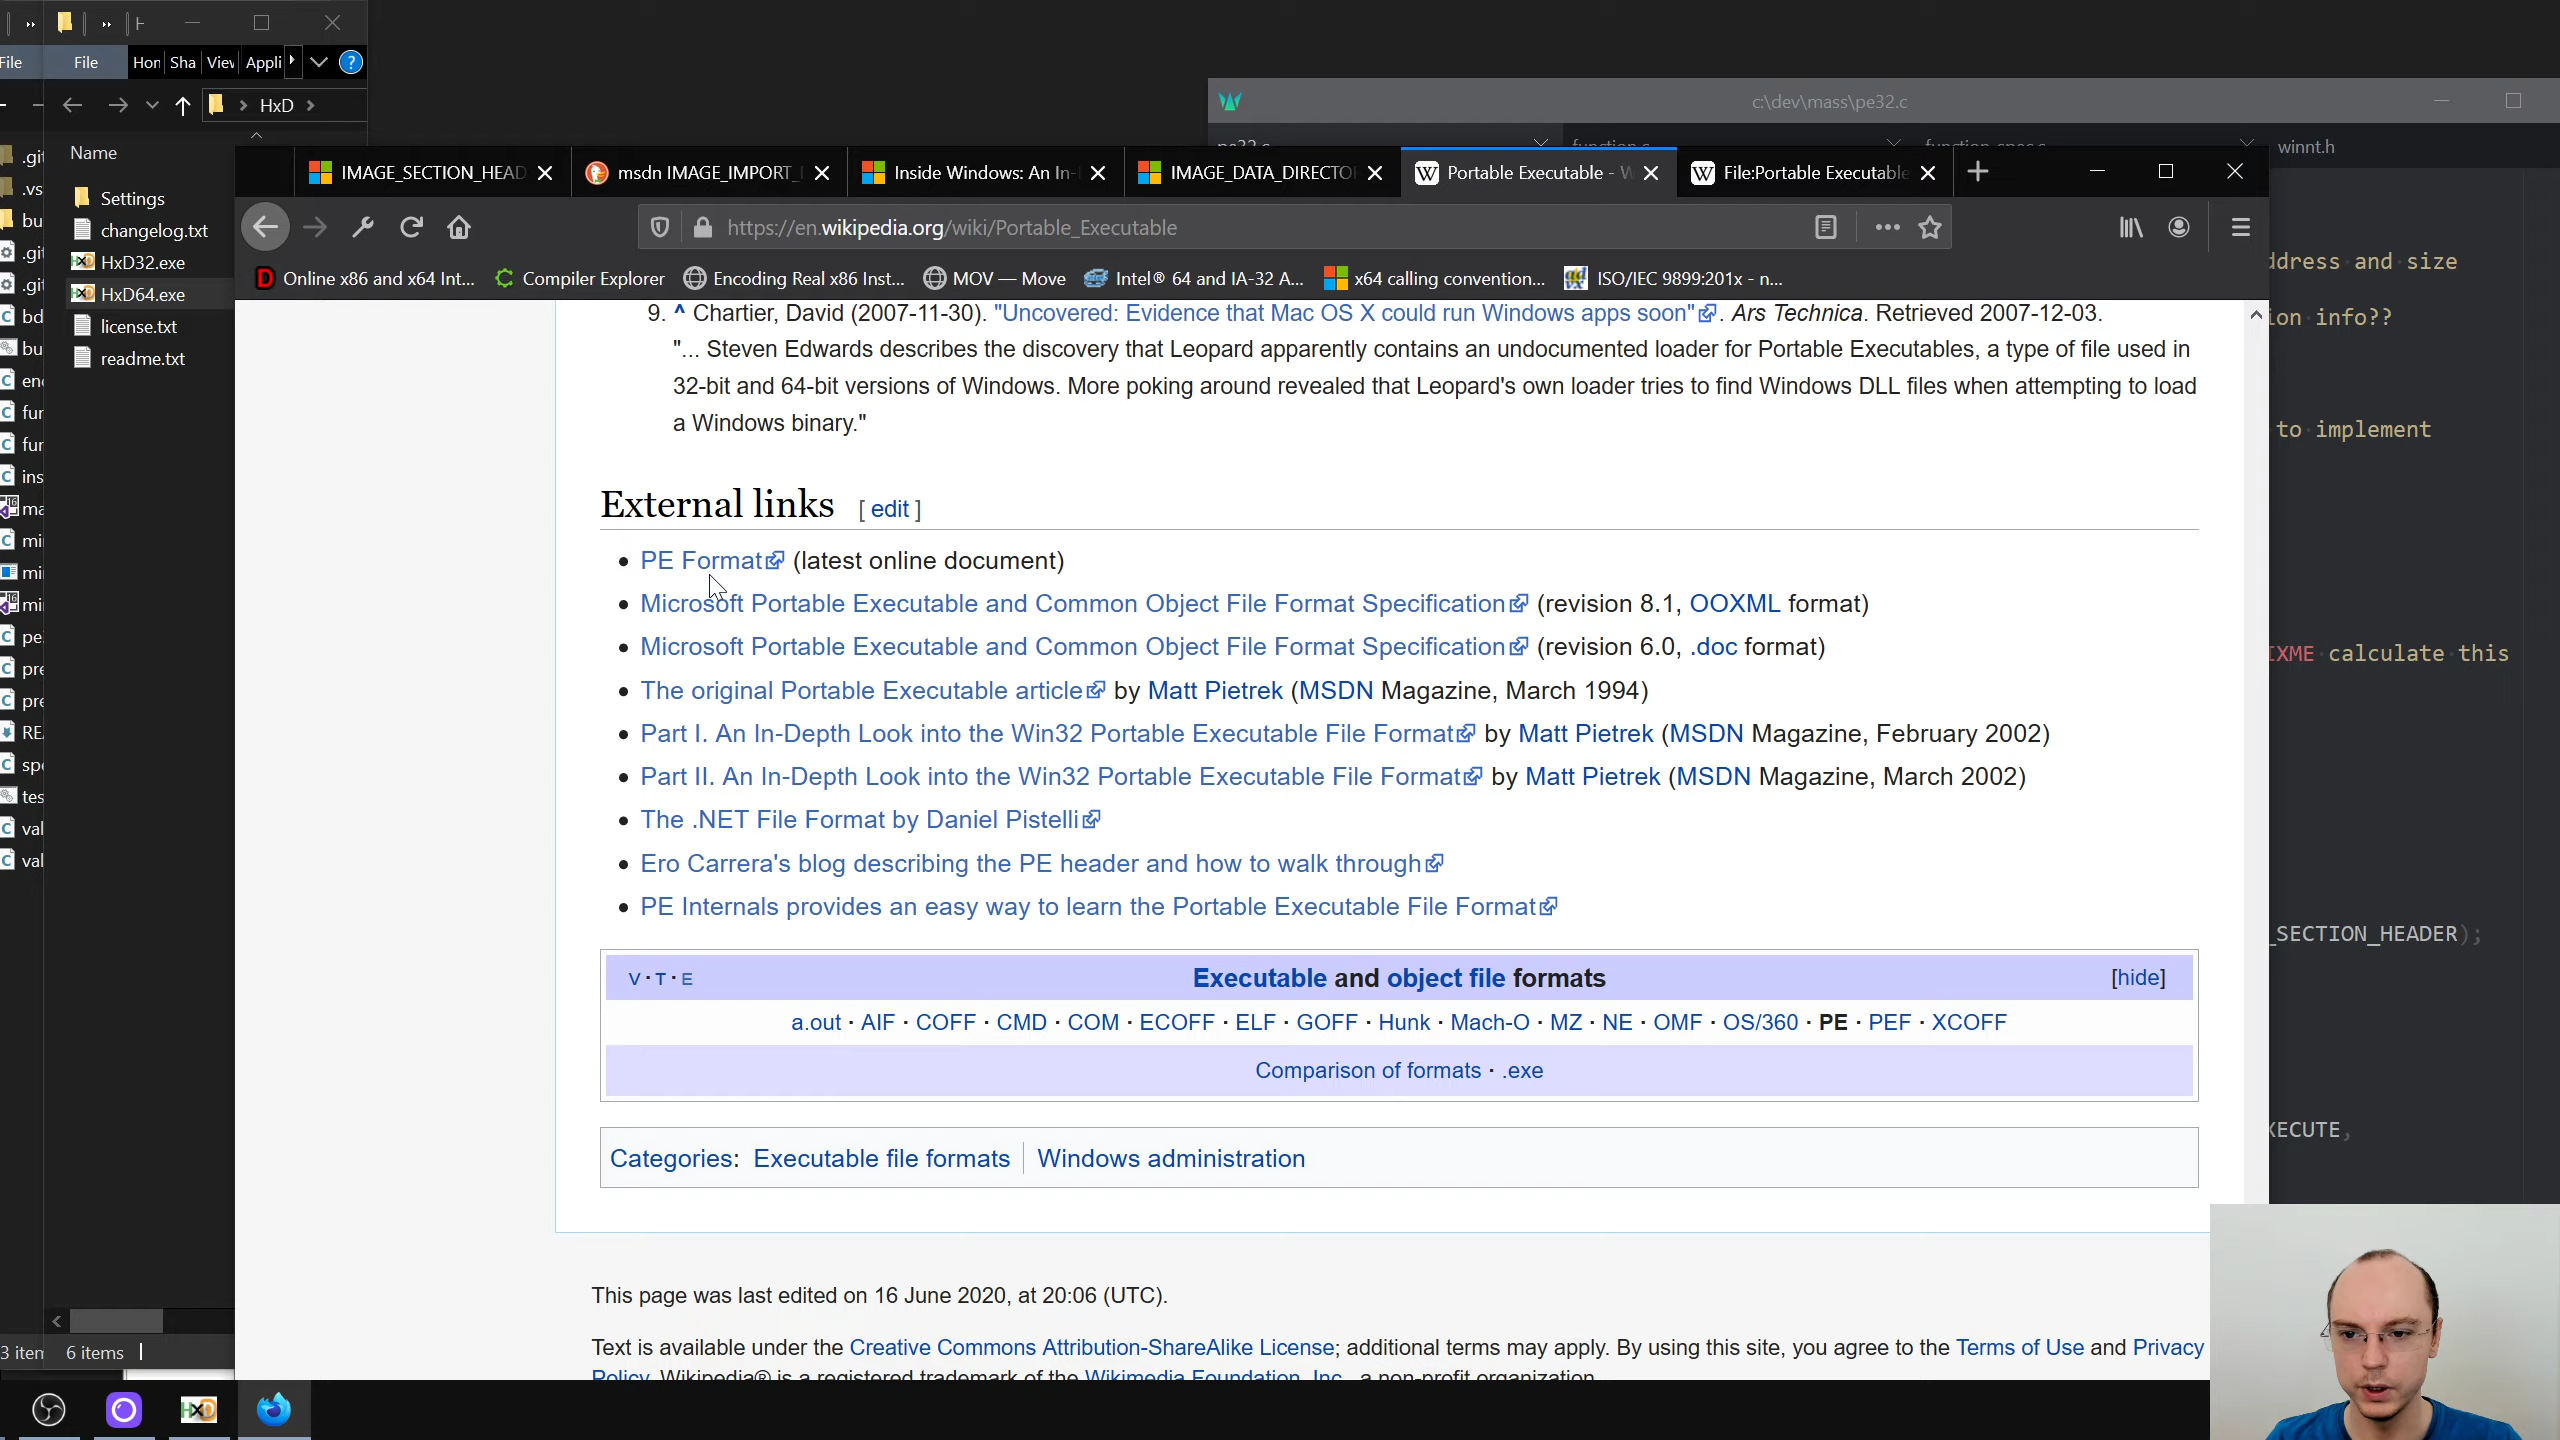 File
File Hon Sha Viev Appli
HxD
c:\dev\mass\pe32.c
winnt.h
Name
Settings
changelog.txt
HxD32.exe
HxD64.exe
license.txt
readme.txt
6 items
IMAGE_SECTION_HEAD
msdn IMAGE_IMPORT_
Inside Windows: An In-
IMAGE_DATA_DIRECTO
Portable Executable - W
File:Portable Executable
https://en.wikipedia.org/wiki/Portable_Executable
Online x86 and x64 Int...
Compiler Explorer
Encoding Real x86 Inst...
MOV — Move
Intel® 64 and IA-32 A...
x64 calling convention...
ISO/IEC 9899:201x - n...
9. ^ Chartier, David (2007-11-30). "Uncovered: Evidence that Mac OS X could run Windows apps soon". Ars Technica. Retrieved 2007-12-03.
"... Steven Edwards describes the discovery that Leopard apparently contains an undocumented loader for Portable Executables, a type of file used in
32-bit and 64-bit versions of Windows. More poking around revealed that Leopard's own loader tries to find Windows DLL files when attempting to load
a Windows binary."
External links [ edit ]
• PE Format (latest online document)
• Microsoft Portable Executable and Common Object File Format Specification (revision 8.1, OOXML format)
• Microsoft Portable Executable and Common Object File Format Specification (revision 6.0, .doc format)
• The original Portable Executable article by Matt Pietrek (MSDN Magazine, March 1994)
• Part I. An In-Depth Look into the Win32 Portable Executable File Format by Matt Pietrek (MSDN Magazine, February 2002)
• Part II. An In-Depth Look into the Win32 Portable Executable File Format by Matt Pietrek (MSDN Magazine, March 2002)
• The .NET File Format by Daniel Pistelli
• Ero Carrera's blog describing the PE header and how to walk through
• PE Internals provides an easy way to learn the Portable Executable File Format
V · T · E Executable and object file formats [hide]
a.out · AIF · COFF · CMD · COM · ECOFF · ELF · GOFF · Hunk · Mach-O · MZ · NE · OMF · OS/360 · PE · PEF · XCOFF
Comparison of formats · .exe
Categories: Executable file formats | Windows administration
This page was last edited on 16 June 2020, at 20:06 (UTC).
Text is available under the Creative Commons Attribution-ShareAlike License; additional terms may apply. By using this site, you agree to the Terms of Use and Privacy
Policy. Wikipedia® is a registered trademark of the Wikimedia Foundation, Inc., a non-profit organization.
ddress and size
ion info??
to implement
IXME calculate this
_SECTION_HEADER);
XECUTE,